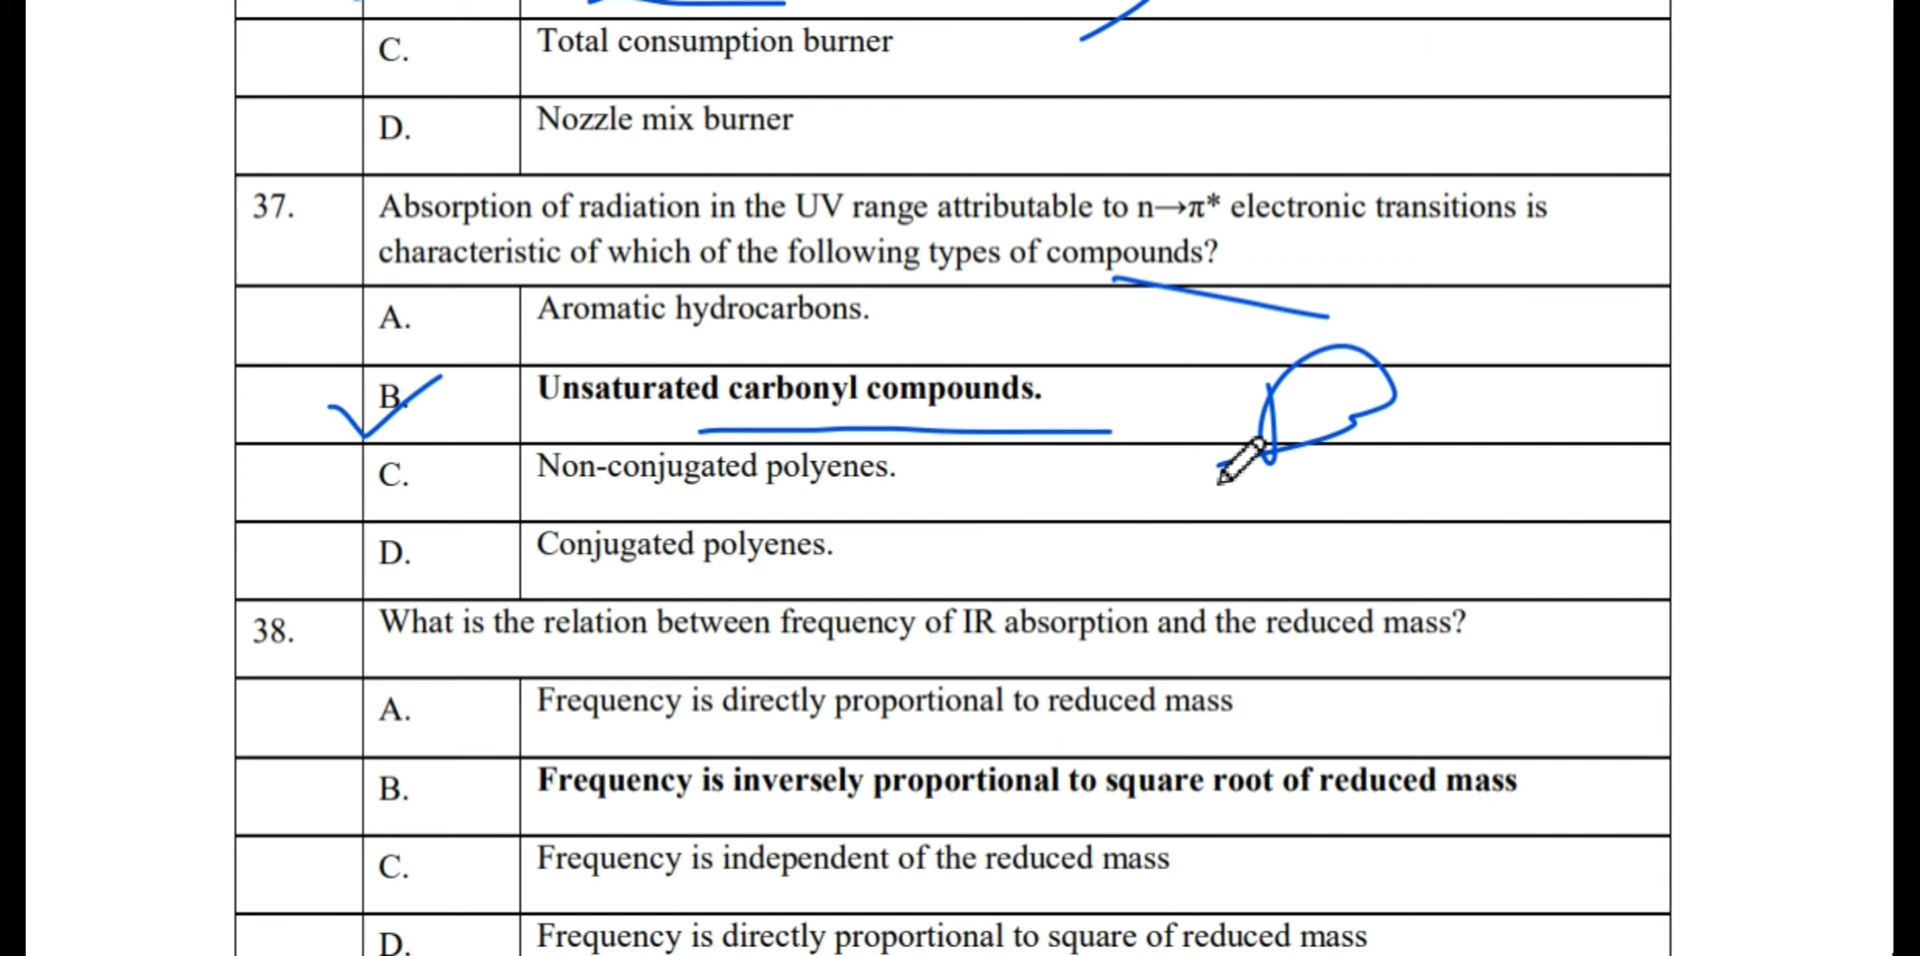 C. Total consumption burner
D. Nozzle mix burner
37. Absorption of radiation in the UV range attributable to n→π* electronic transitions is
characteristic of which of the following types of compounds?
A. Aromatic hydrocarbons.
B. Unsaturated carbonyl compounds.
C. Non-conjugated polyenes.
D. Conjugated polyenes.
38. What is the relation between frequency of IR absorption and the reduced mass?
A. Frequency is directly proportional to reduced mass
B. Frequency is inversely proportional to square root of reduced mass
C. Frequency is independent of the reduced mass
D. Frequency is directly proportional to square of reduced mass